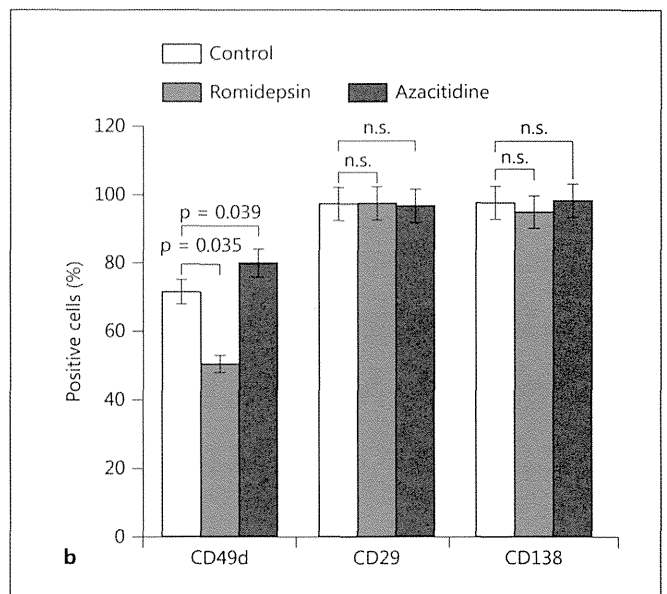 Control
Romidepsin Azacitidine
120
100
80
60
40
20
0
Positive cells (%)
p = 0.039
p = 0.035
n.s.
n.s.
n.s.
n.s.
b CD49d CD29 CD138